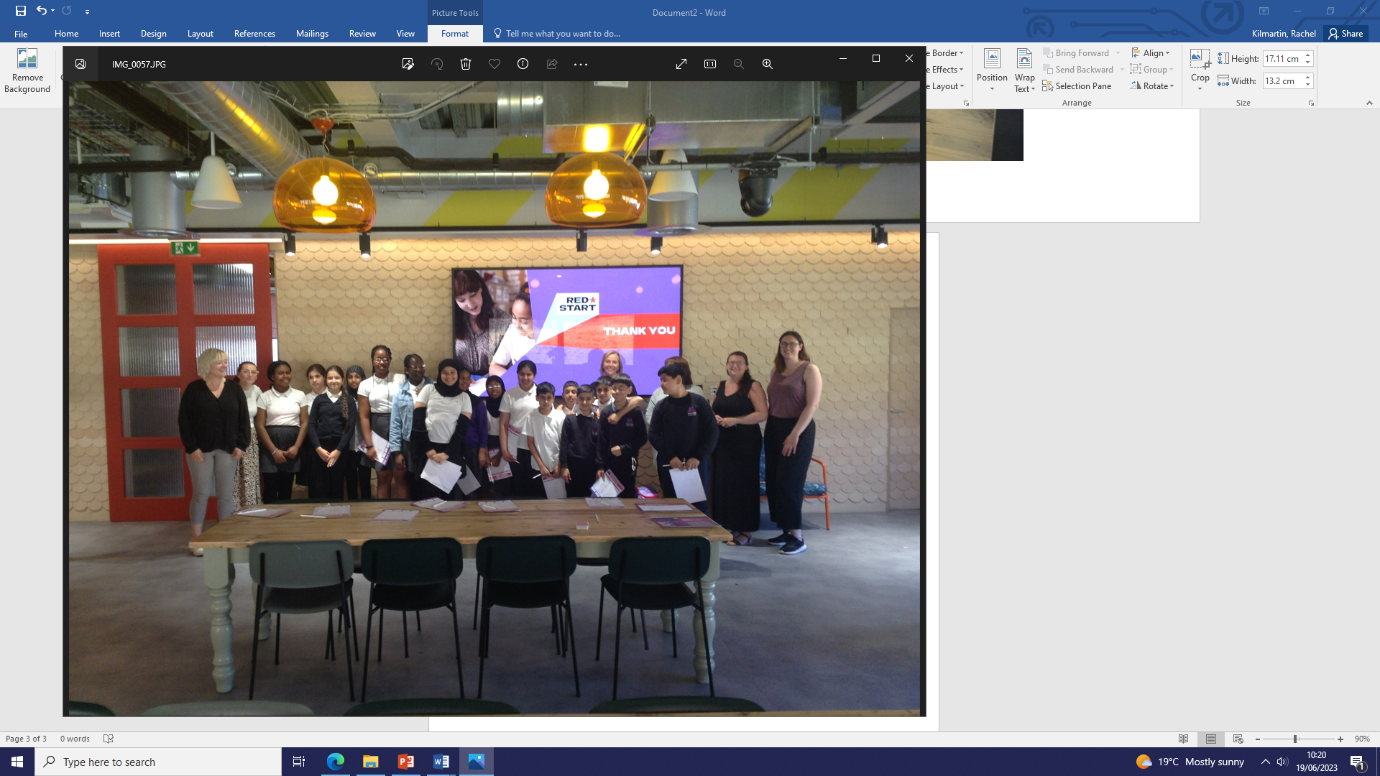 Picture Tools
Document2 - Word
File
Home
Insert
Design
Layout
References
Mailings
Review
View
Format
Tell me what you want to do...
Kilmartin, Rachel
Share
Remove
Background
IMG_0057.JPG
Border
Effects
Layout
Position
Wrap
Text
Bring Forward
Send Backward
Selection Pane
Align
Group
Rotate
Arrange
Crop
Height: 17.11 cm
Width: 13.2 cm
Size
RED
START
THANK YOU
Page 3 of 3
0 words
90%
Type here to search
19°C Mostly sunny
10:20
19/06/2023
1